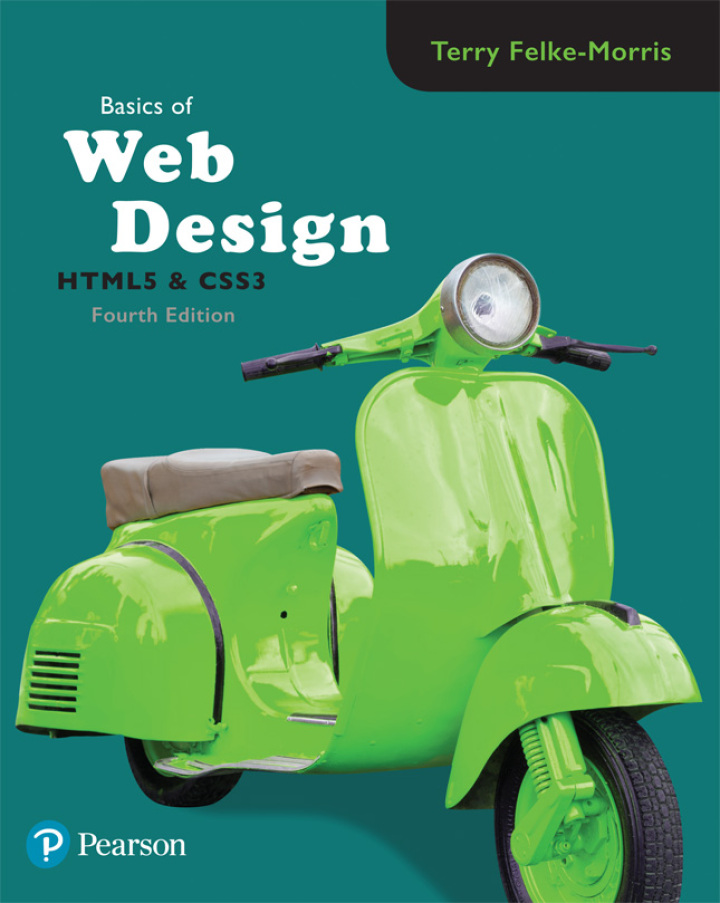 Terry Felke-Morris
Basics of
Web
Design
HTML5 & CSS3
Fourth Edition
Pearson